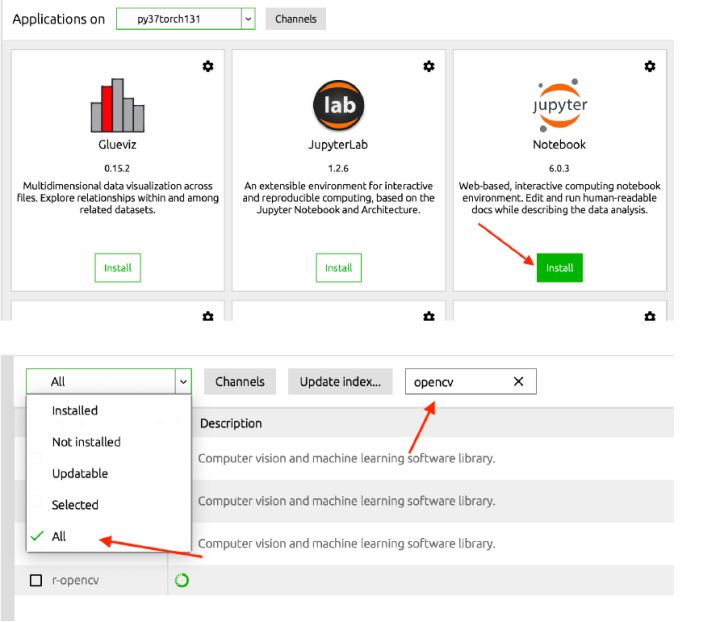 Applications on py37torch131 Channels
lab
jupyter
Glueviz JupyterLab Notebook
0.15.2 1.2.6 6.0.3
Multidimensional data visualization across
files. Explore relationships within and among
related datasets.
An extensible environment for interactive
and reproducible computing, based on the
Jupyter Notebook and Architecture.
Web-based, interactive computing notebook
environment. Edit and run human-readable
docs while describing the data analysis.
Install Install Install
All Channels Update index... opencv
Installed
Not installed
Updatable
Selected
All
Description
Computer vision and machine learning software library.
Computer vision and machine learning software library.
Computer vision and machine learning software library.
r-opencv